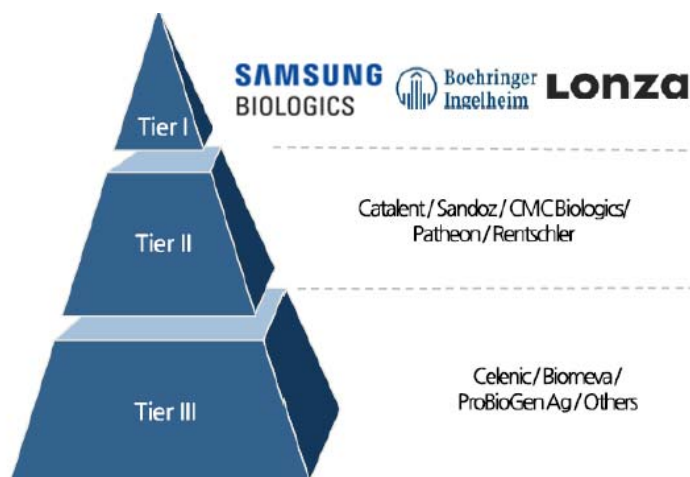 SAMSUNG
BIOLOGICS
Boehringer
Ingelheim
Lonza
Tier I
Catalent / Sandoz / CMC Biologics/
Patheon / Rentschler
Tier II
Celenic / Biomeva /
ProBioGen Ag / Others
Tier III